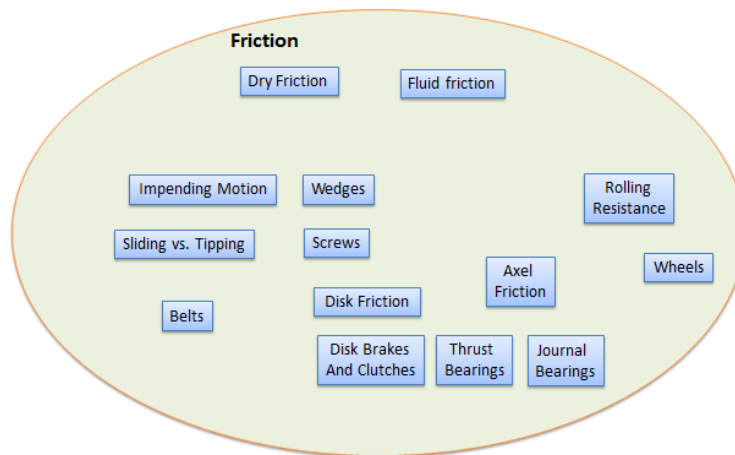 Friction
Dry Friction
Fluid friction
Impending Motion
Wedges
Rolling
Resistance
Sliding vs. Tipping
Screws
Wheels
Axel
Friction
Disk Friction
Belts
Disk Brakes
And Clutches
Thrust
Bearings
Journal
Bearings